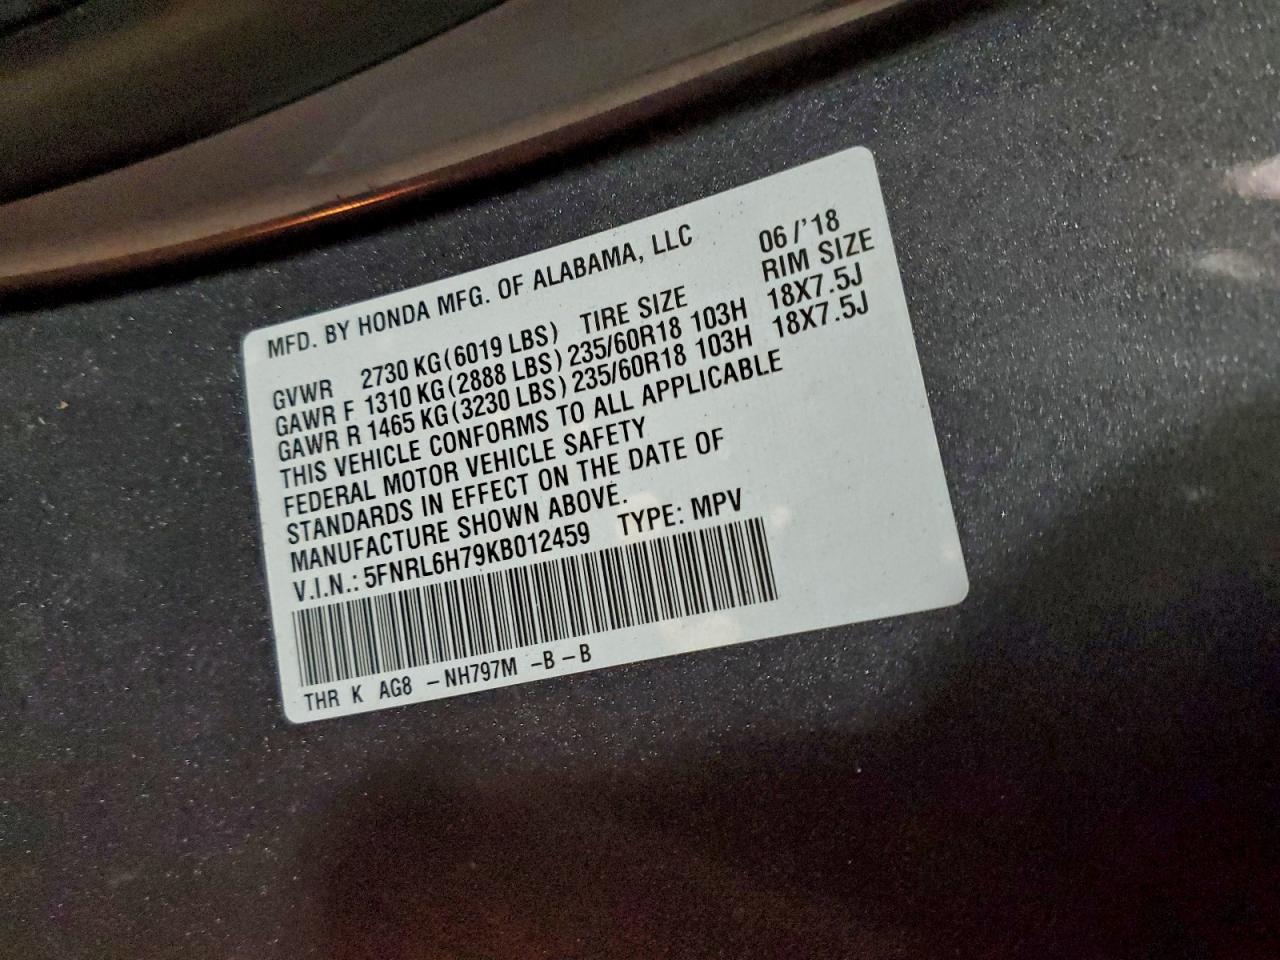 MFD. BY HONDA MFG. OF ALABAMA, LLC 06/'18
GVWR 2730 KG(6019 LBS) TIRE SIZE RIM SIZE
GAWR F 1310 KG(2888 LBS) 235/60R18 103H 18X7.5J
GAWR R 1465 KG(3230 LBS) 235/60R18 103H 18X7.5J
THIS VEHICLE CONFORMS TO ALL APPLICABLE
FEDERAL MOTOR VEHICLE SAFETY
STANDARDS IN EFFECT ON THE DATE OF
MANUFACTURE SHOWN ABOVE.
V.I.N.: 5FNRL6H79KB012459 TYPE: MPV
THR K AG8 -NH797M -B-B